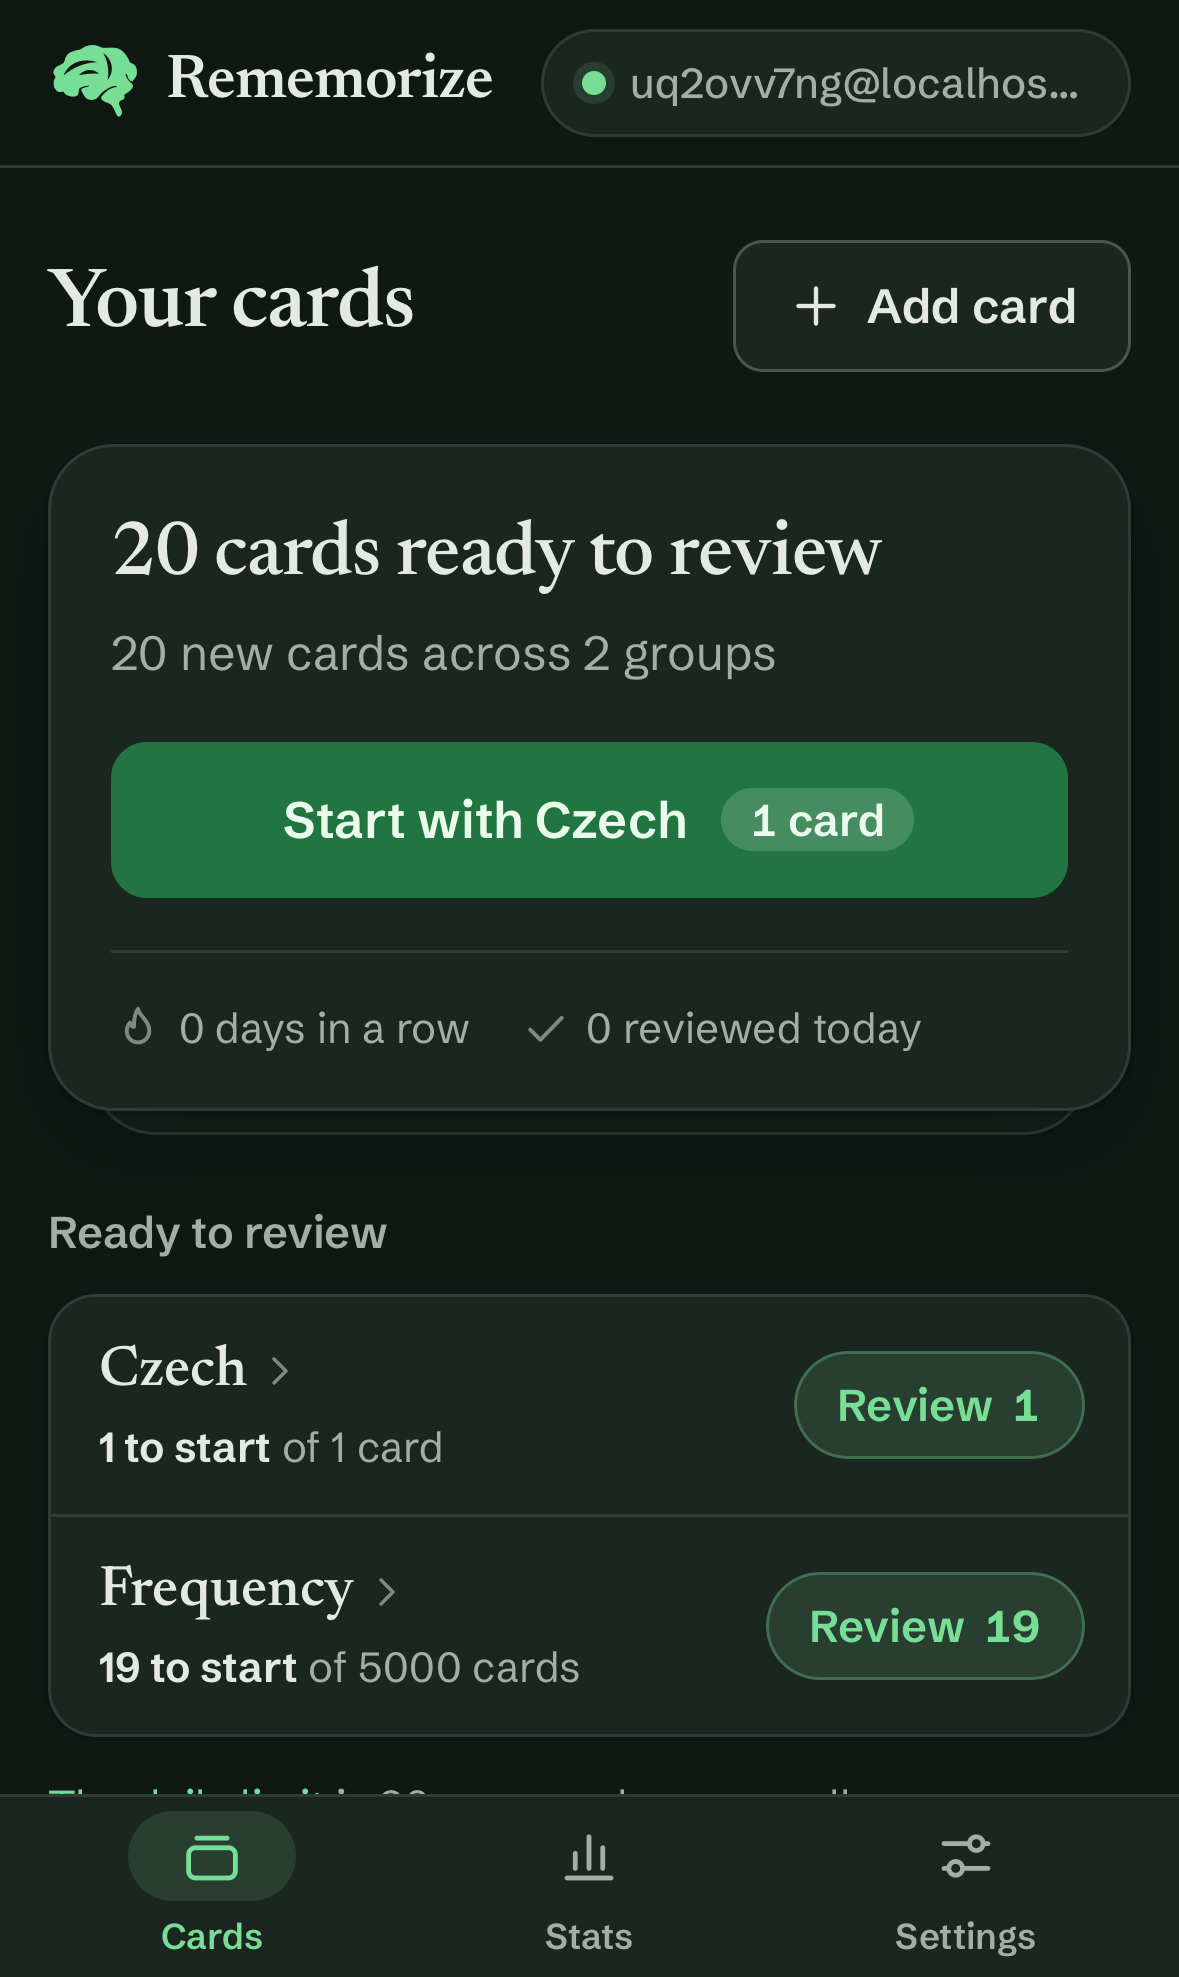 Rememorize
uq2ovv7ng@localhos...
Your cards
Add card
20 cards ready to review
20 new cards across 2 groups
Start with Czech 1 card
0 days in a row 0 reviewed today
Ready to review
Czech
1 to start of 1 card
Review 1
Frequency
19 to start of 5000 cards
Review 19
Cards
Stats
Settings